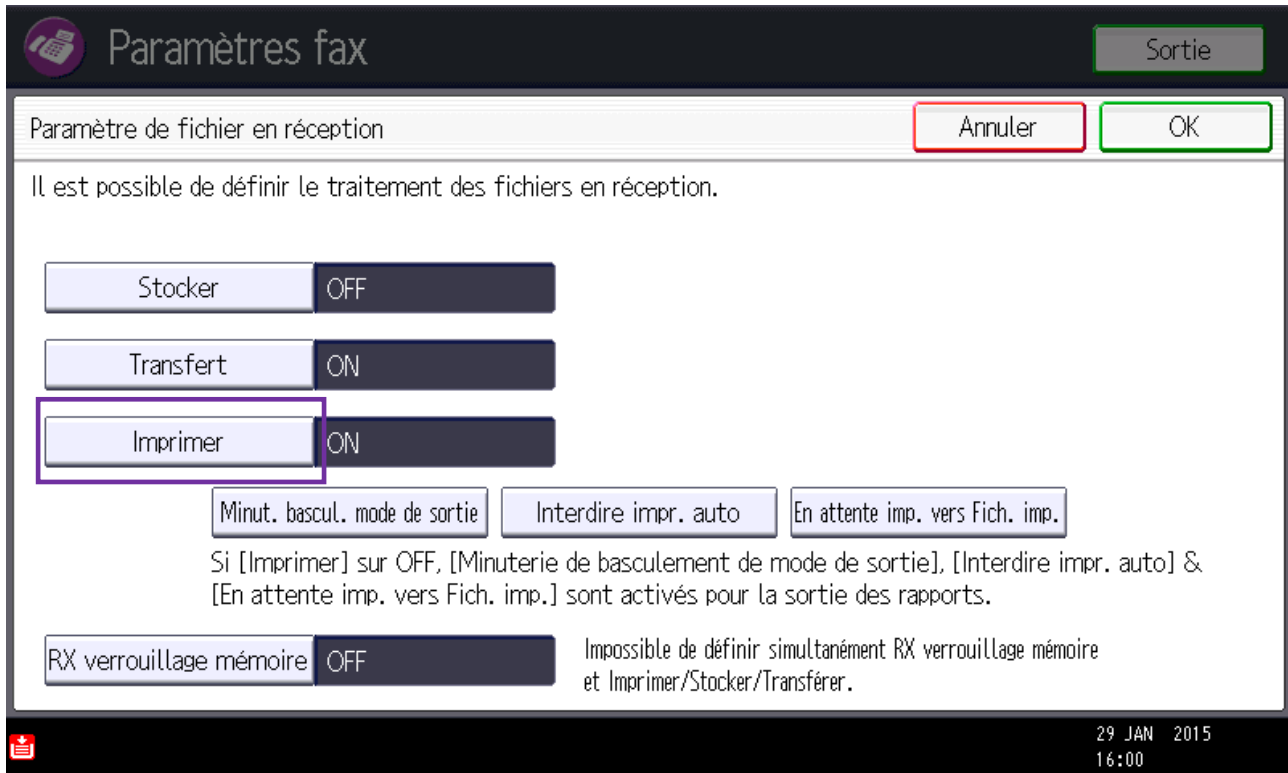 Paramètres fax
Sortie
Paramètre de fichier en réception
Annuler
OK
Il est possible de définir le traitement des fichiers en réception.
Stocker
OFF
Transfert
ON
Imprimer
ON
Minut. bascul. mode de sortie
Interdire impr. auto
En attente imp. vers Fich. imp.
Si [Imprimer] sur OFF, [Minuterie de basculement de mode de sortie], [Interdire impr. auto] &
[En attente imp. vers Fich. imp.] sont activés pour la sortie des rapports.
RX verrouillage mémoire
OFF
Impossible de définir simultanément RX verrouillage mémoire
et Imprimer/Stocker/Transférer.
29 JAN 2015
16:00